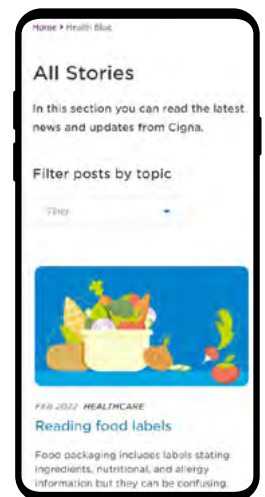 Home > Health Blog
All Stories
In this section you can read the latest
news and updates from Cigna.
Filter posts by topic
Filter
FEB 2022 HEALTHCARE
Reading food labels
Food packaging includes labels stating
ingredients, nutritional, and allergy
information but they can be confusing.